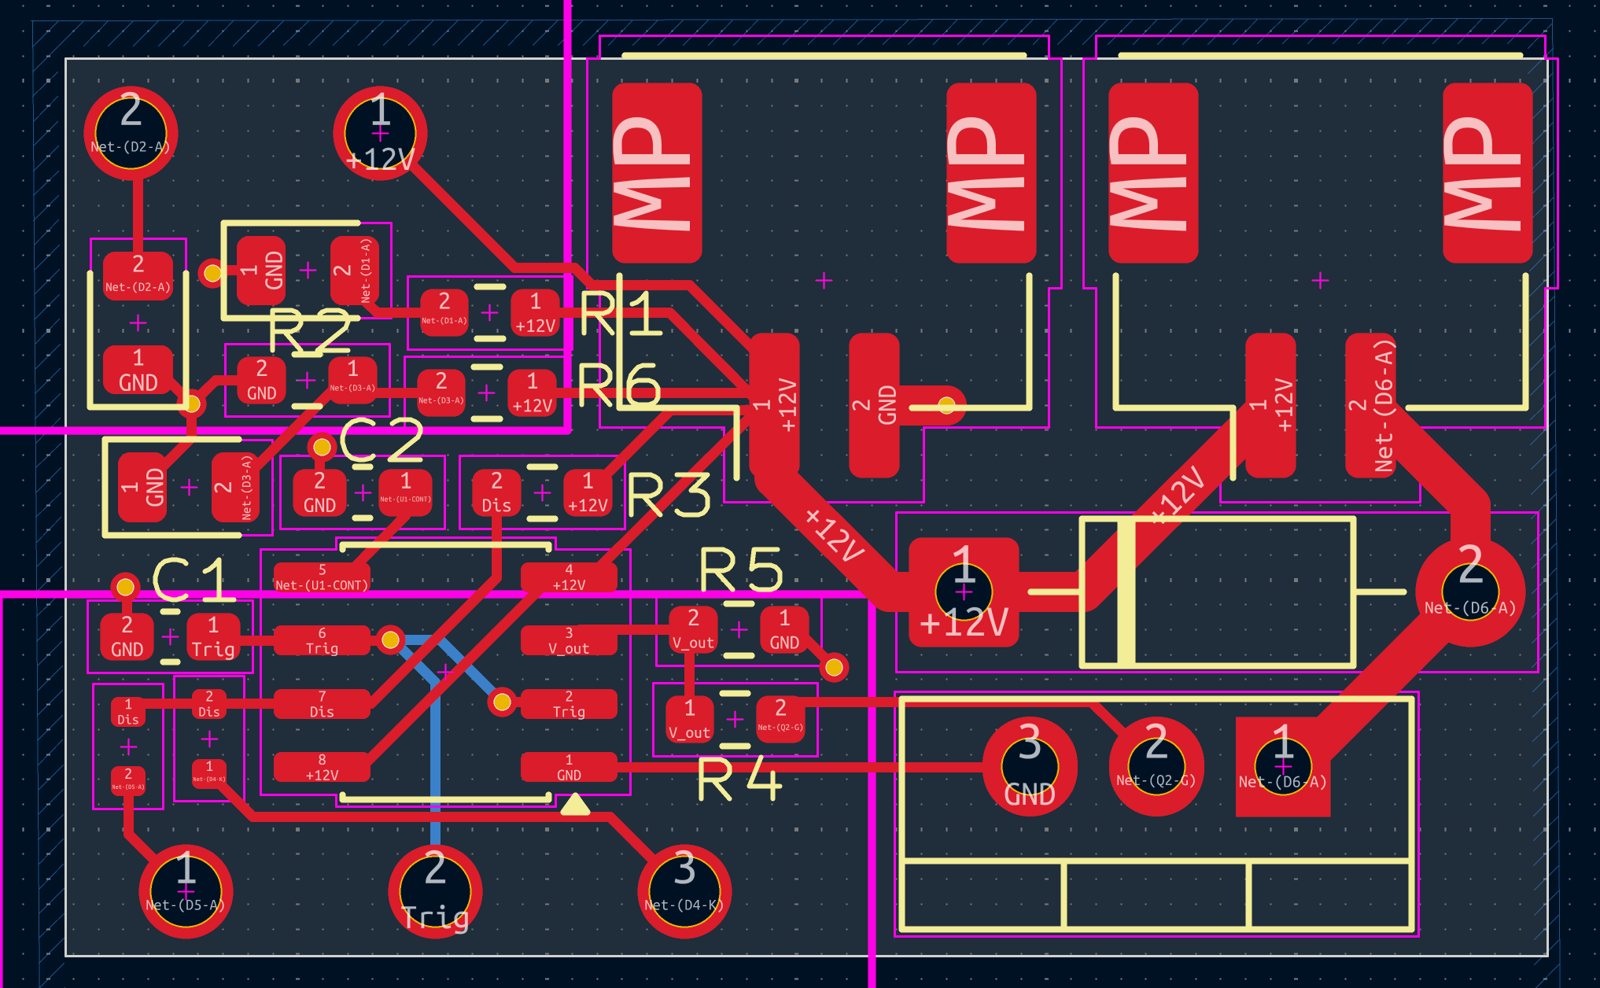 2
Net-(D2-A)
1
+12V
MP
MP
MP
MP
2
Net-(D2-A)
1
GND
1
GND
2
Net-(D1-A)
2
Net-(D1-A)
1
+12V
R1
R2
2
GND
1
Net-(D3-A)
2
Net-(D3-A)
1
+12V
R6
1
+12V
2
GND
1
+12V
2
Net-(D6-A)
C2
1
GND
2
Net-(D3-A)
2
GND
1
Net-(U1-CONT)
2
Dis
1
+12V
R3
+12V
+12V
C1
5
Net-(U1-CONT)
4
+12V
R5
1
+12V
2
Net-(D6-A)
2
GND
1
Trig
6
Trig
3
V_out
2
V_out
1
GND
1
Dis
2
Dis
7
Dis
2
Trig
1
V_out
2
Net-(Q2-G)
2
Net-(D5-A)
1
Net-(D4-K)
8
+12V
1
GND
R4
3
GND
2
Net-(Q2-G)
1
Net-(D6-A)
1
Net-(D5-A)
2
Trig
3
Net-(D4-K)